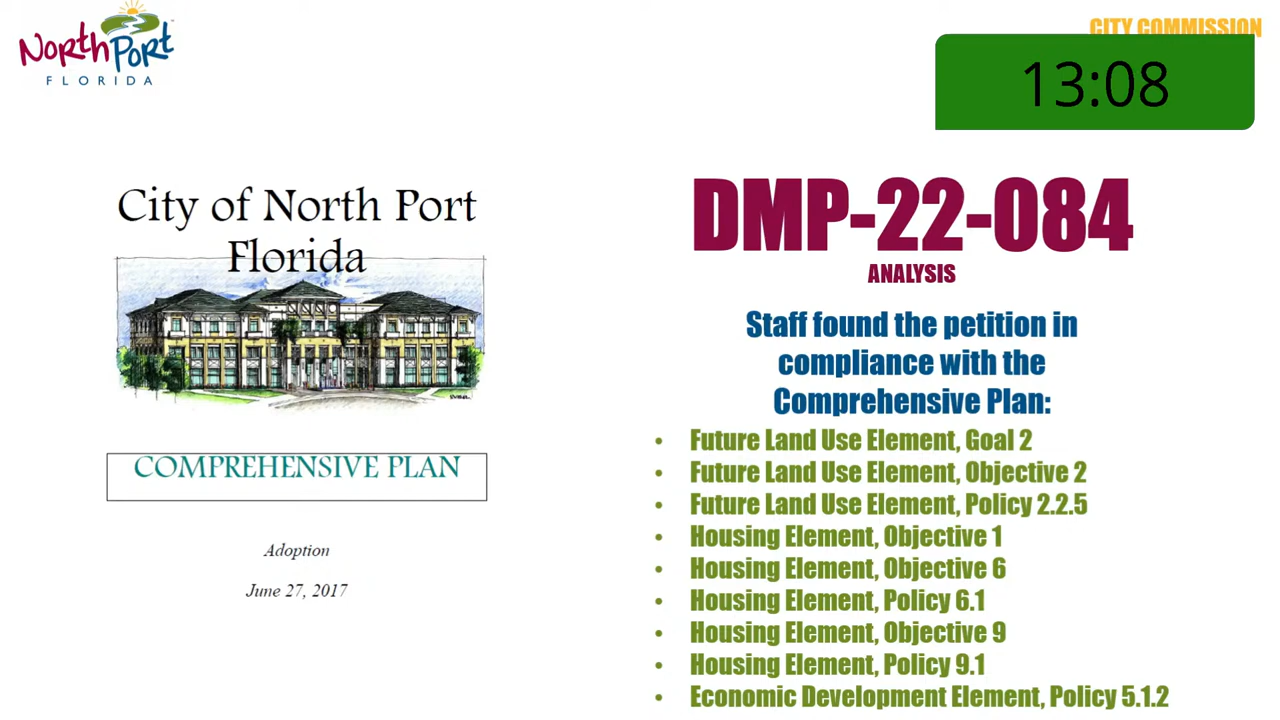 North Port
FLORIDA
CITY COMMISSION
13:08
City of North Port
Florida
COMPREHENSIVE PLAN
Adoption
June 27, 2017
DMP-22-084
ANALYSIS
Staff found the petition in
compliance with the
Comprehensive Plan:
• Future Land Use Element, Goal 2
• Future Land Use Element, Objective 2
• Future Land Use Element, Policy 2.2.5
• Housing Element, Objective 1
• Housing Element, Objective 6
• Housing Element, Policy 6.1
• Housing Element, Objective 9
• Housing Element, Policy 9.1
• Economic Development Element, Policy 5.1.2